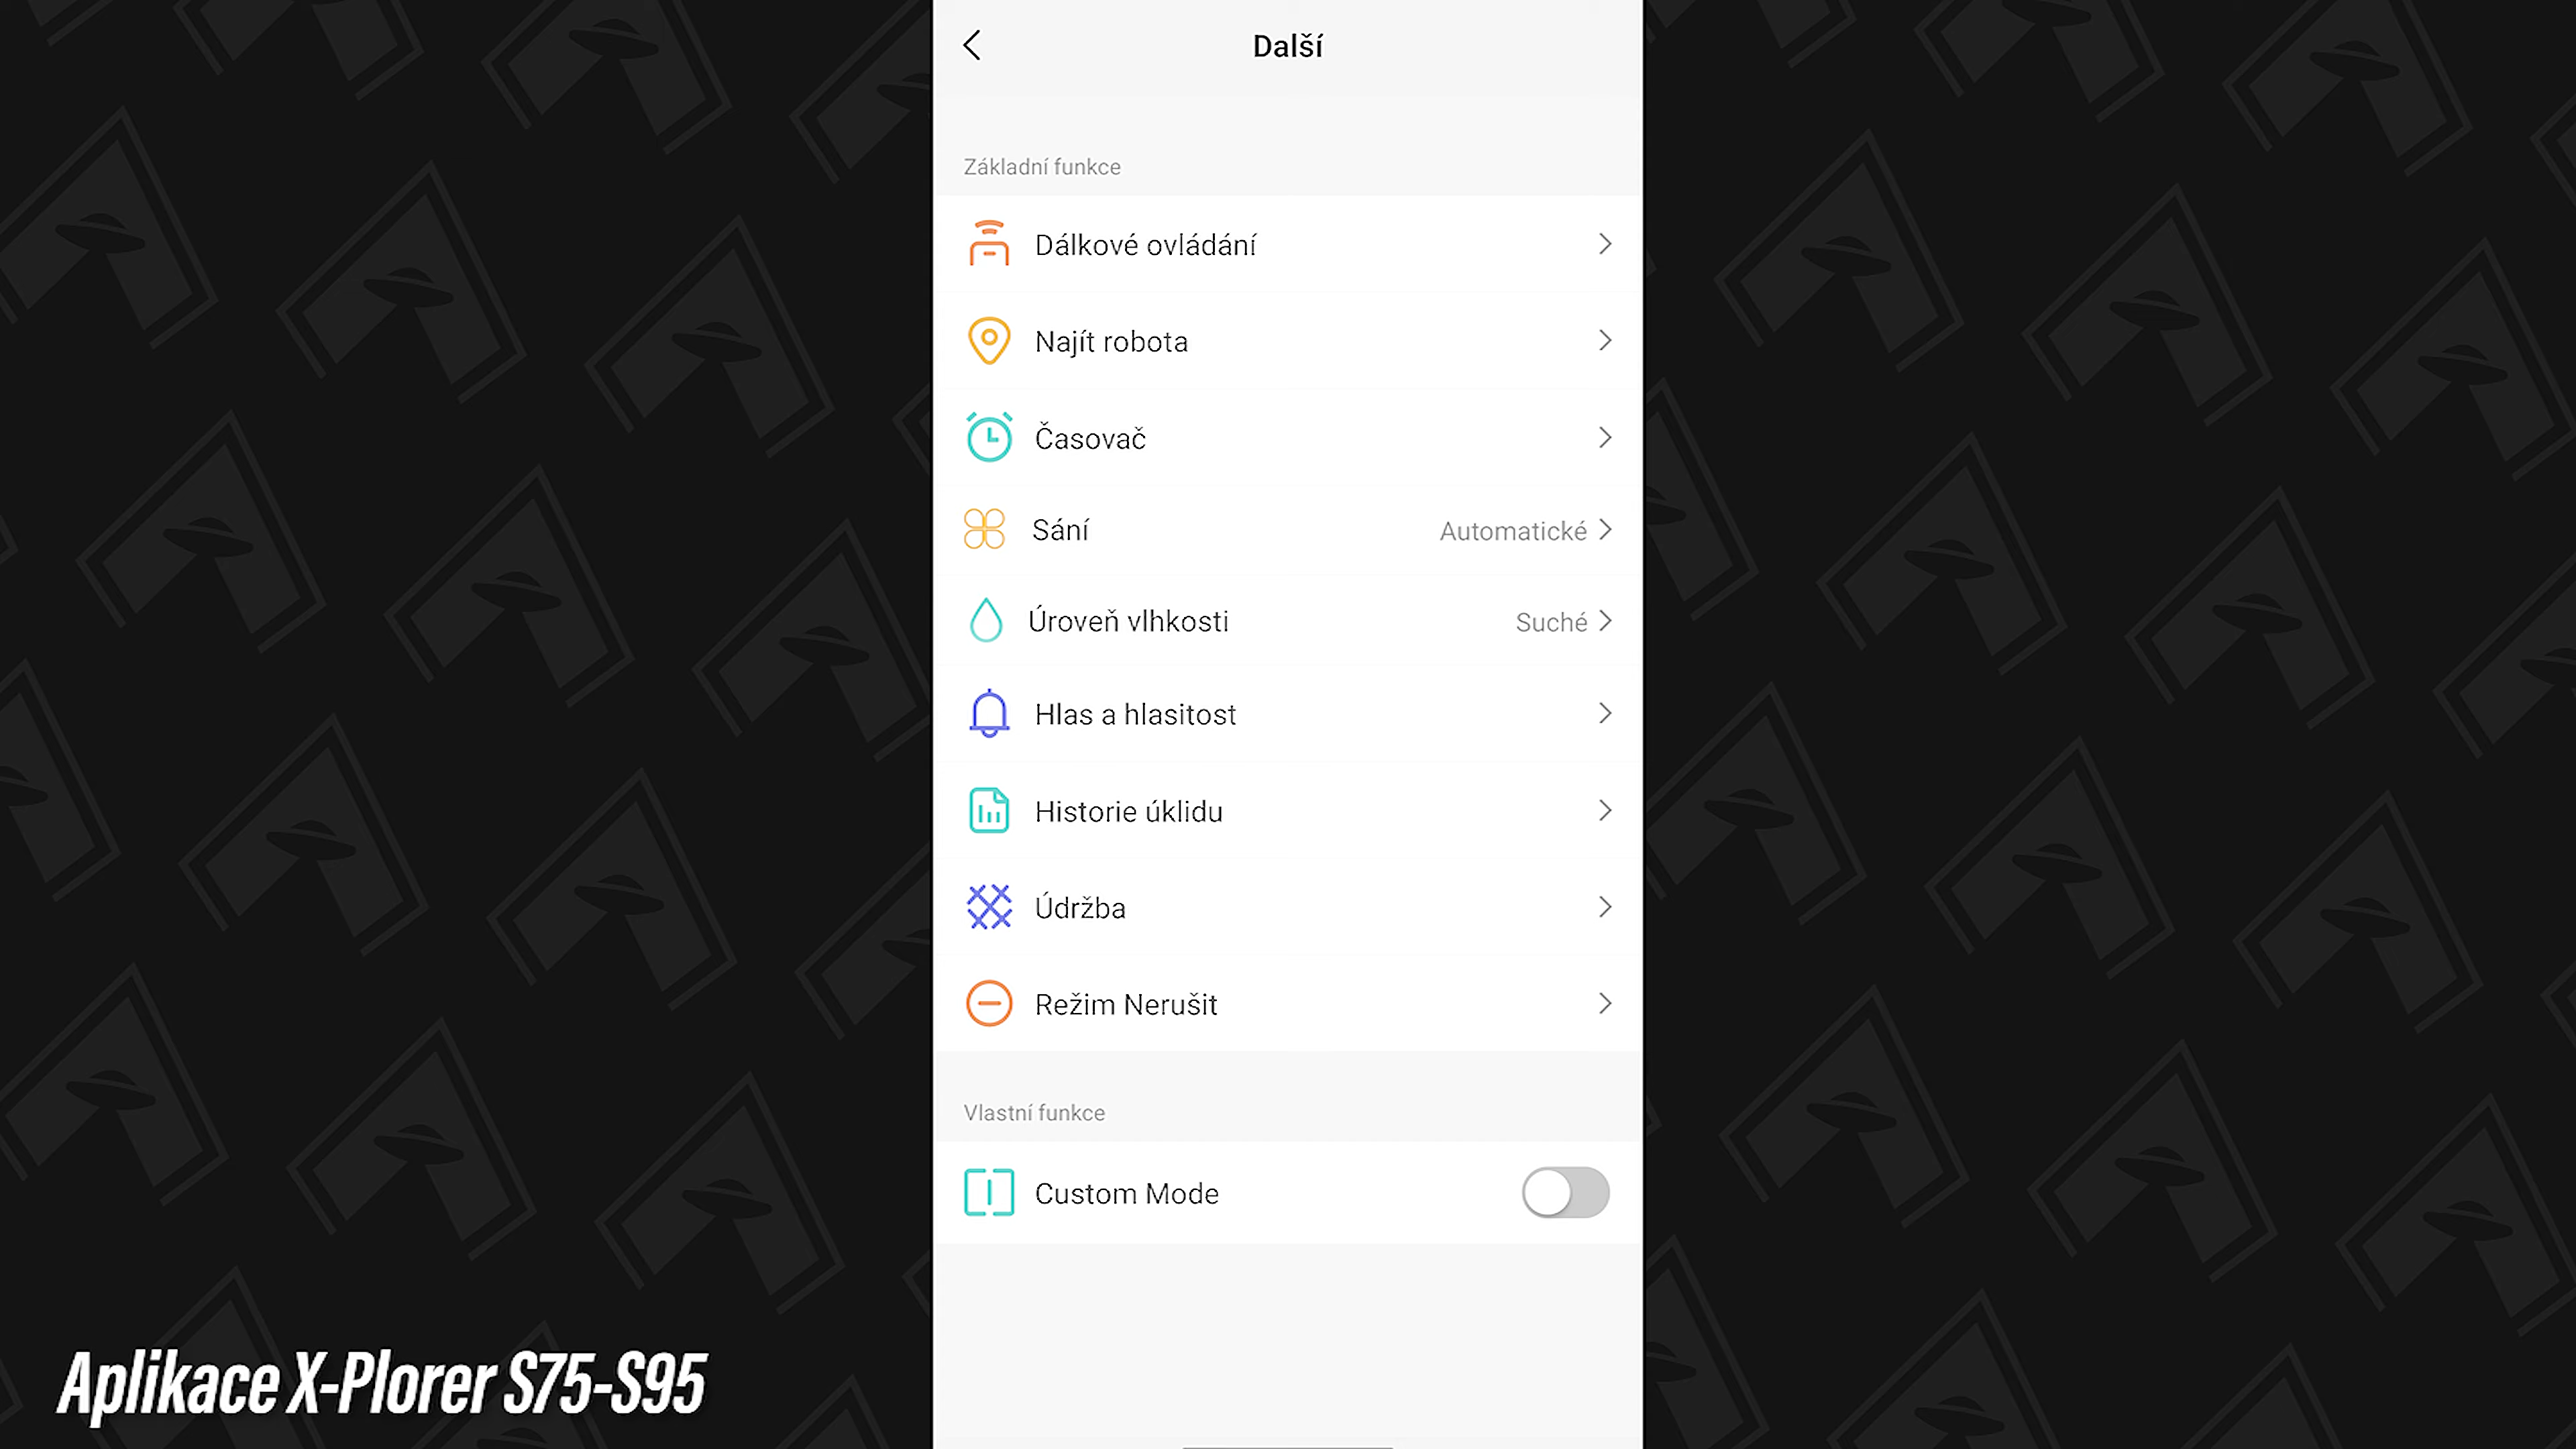 Další
Základní funkce
Dálkové ovládání
Najít robota
Časovač
Sání Automatické
Úroveň vlhkosti Suché
Hlas a hlasitost
Historie úklidu
Údržba
Režim Nerušit
Vlastní funkce
Custom Mode
Aplikace X-Plorer S75-S95